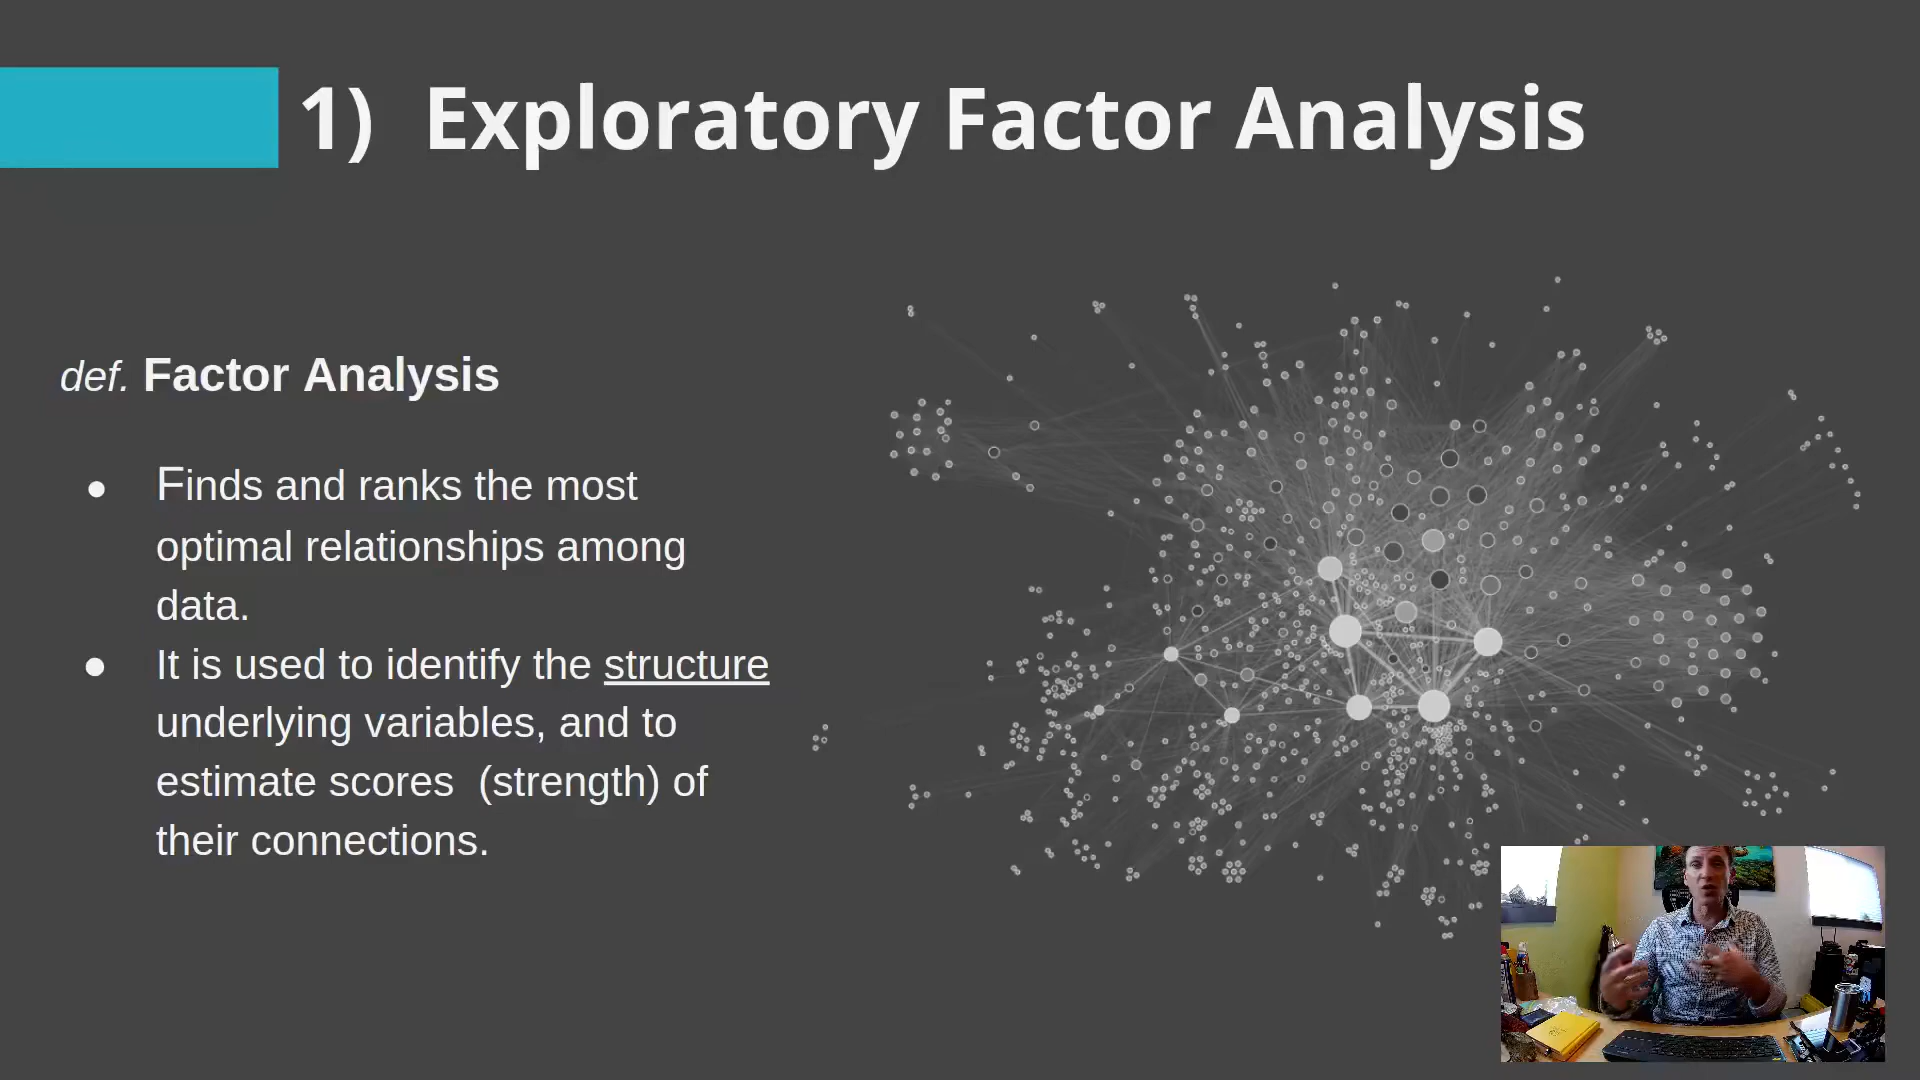 1) Exploratory Factor Analysis
def. Factor Analysis
● Finds and ranks the most
optimal relationships among
data.
● It is used to identify the structure
underlying variables, and to
estimate scores (strength) of
their connections.